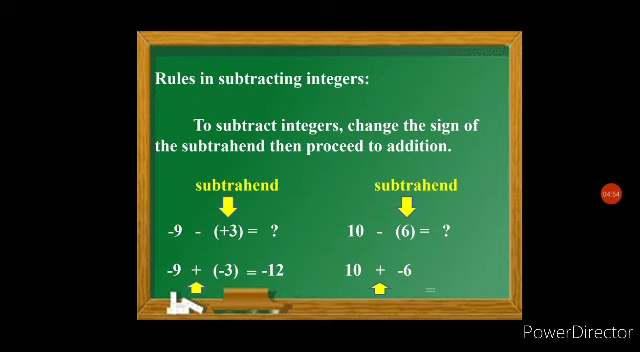 Rules in subtracting integers:
To subtract integers, change the sign of
the subtrahend then proceed to addition.
subtrahend subtrahend
-9 - (+3) = ? 10 - (6) = ?
-9 + (-3) = -12 10 + -6
=
04:54
PowerDirector